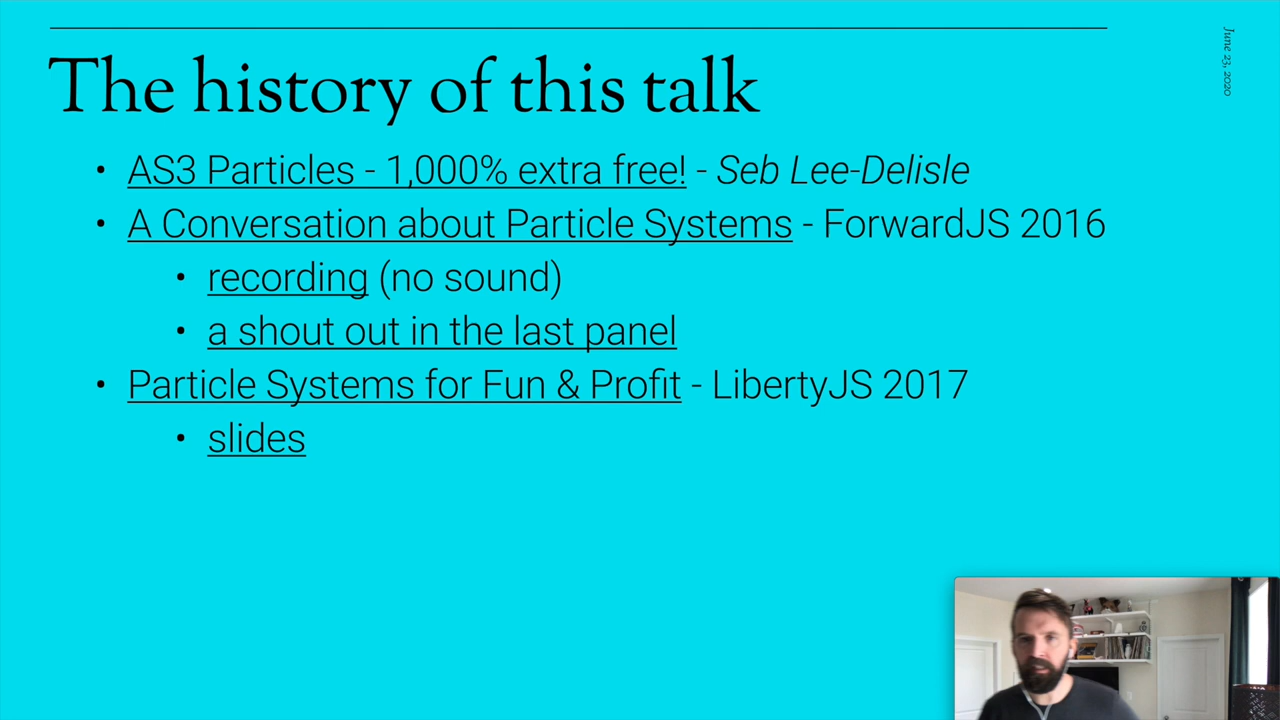 June 23, 2020
The history of this talk
• AS3 Particles - 1,000% extra free! - Seb Lee-Delisle
• A Conversation about Particle Systems - ForwardJS 2016
• recording (no sound)
• a shout out in the last panel
• Particle Systems for Fun & Profit - LibertyJS 2017
• slides